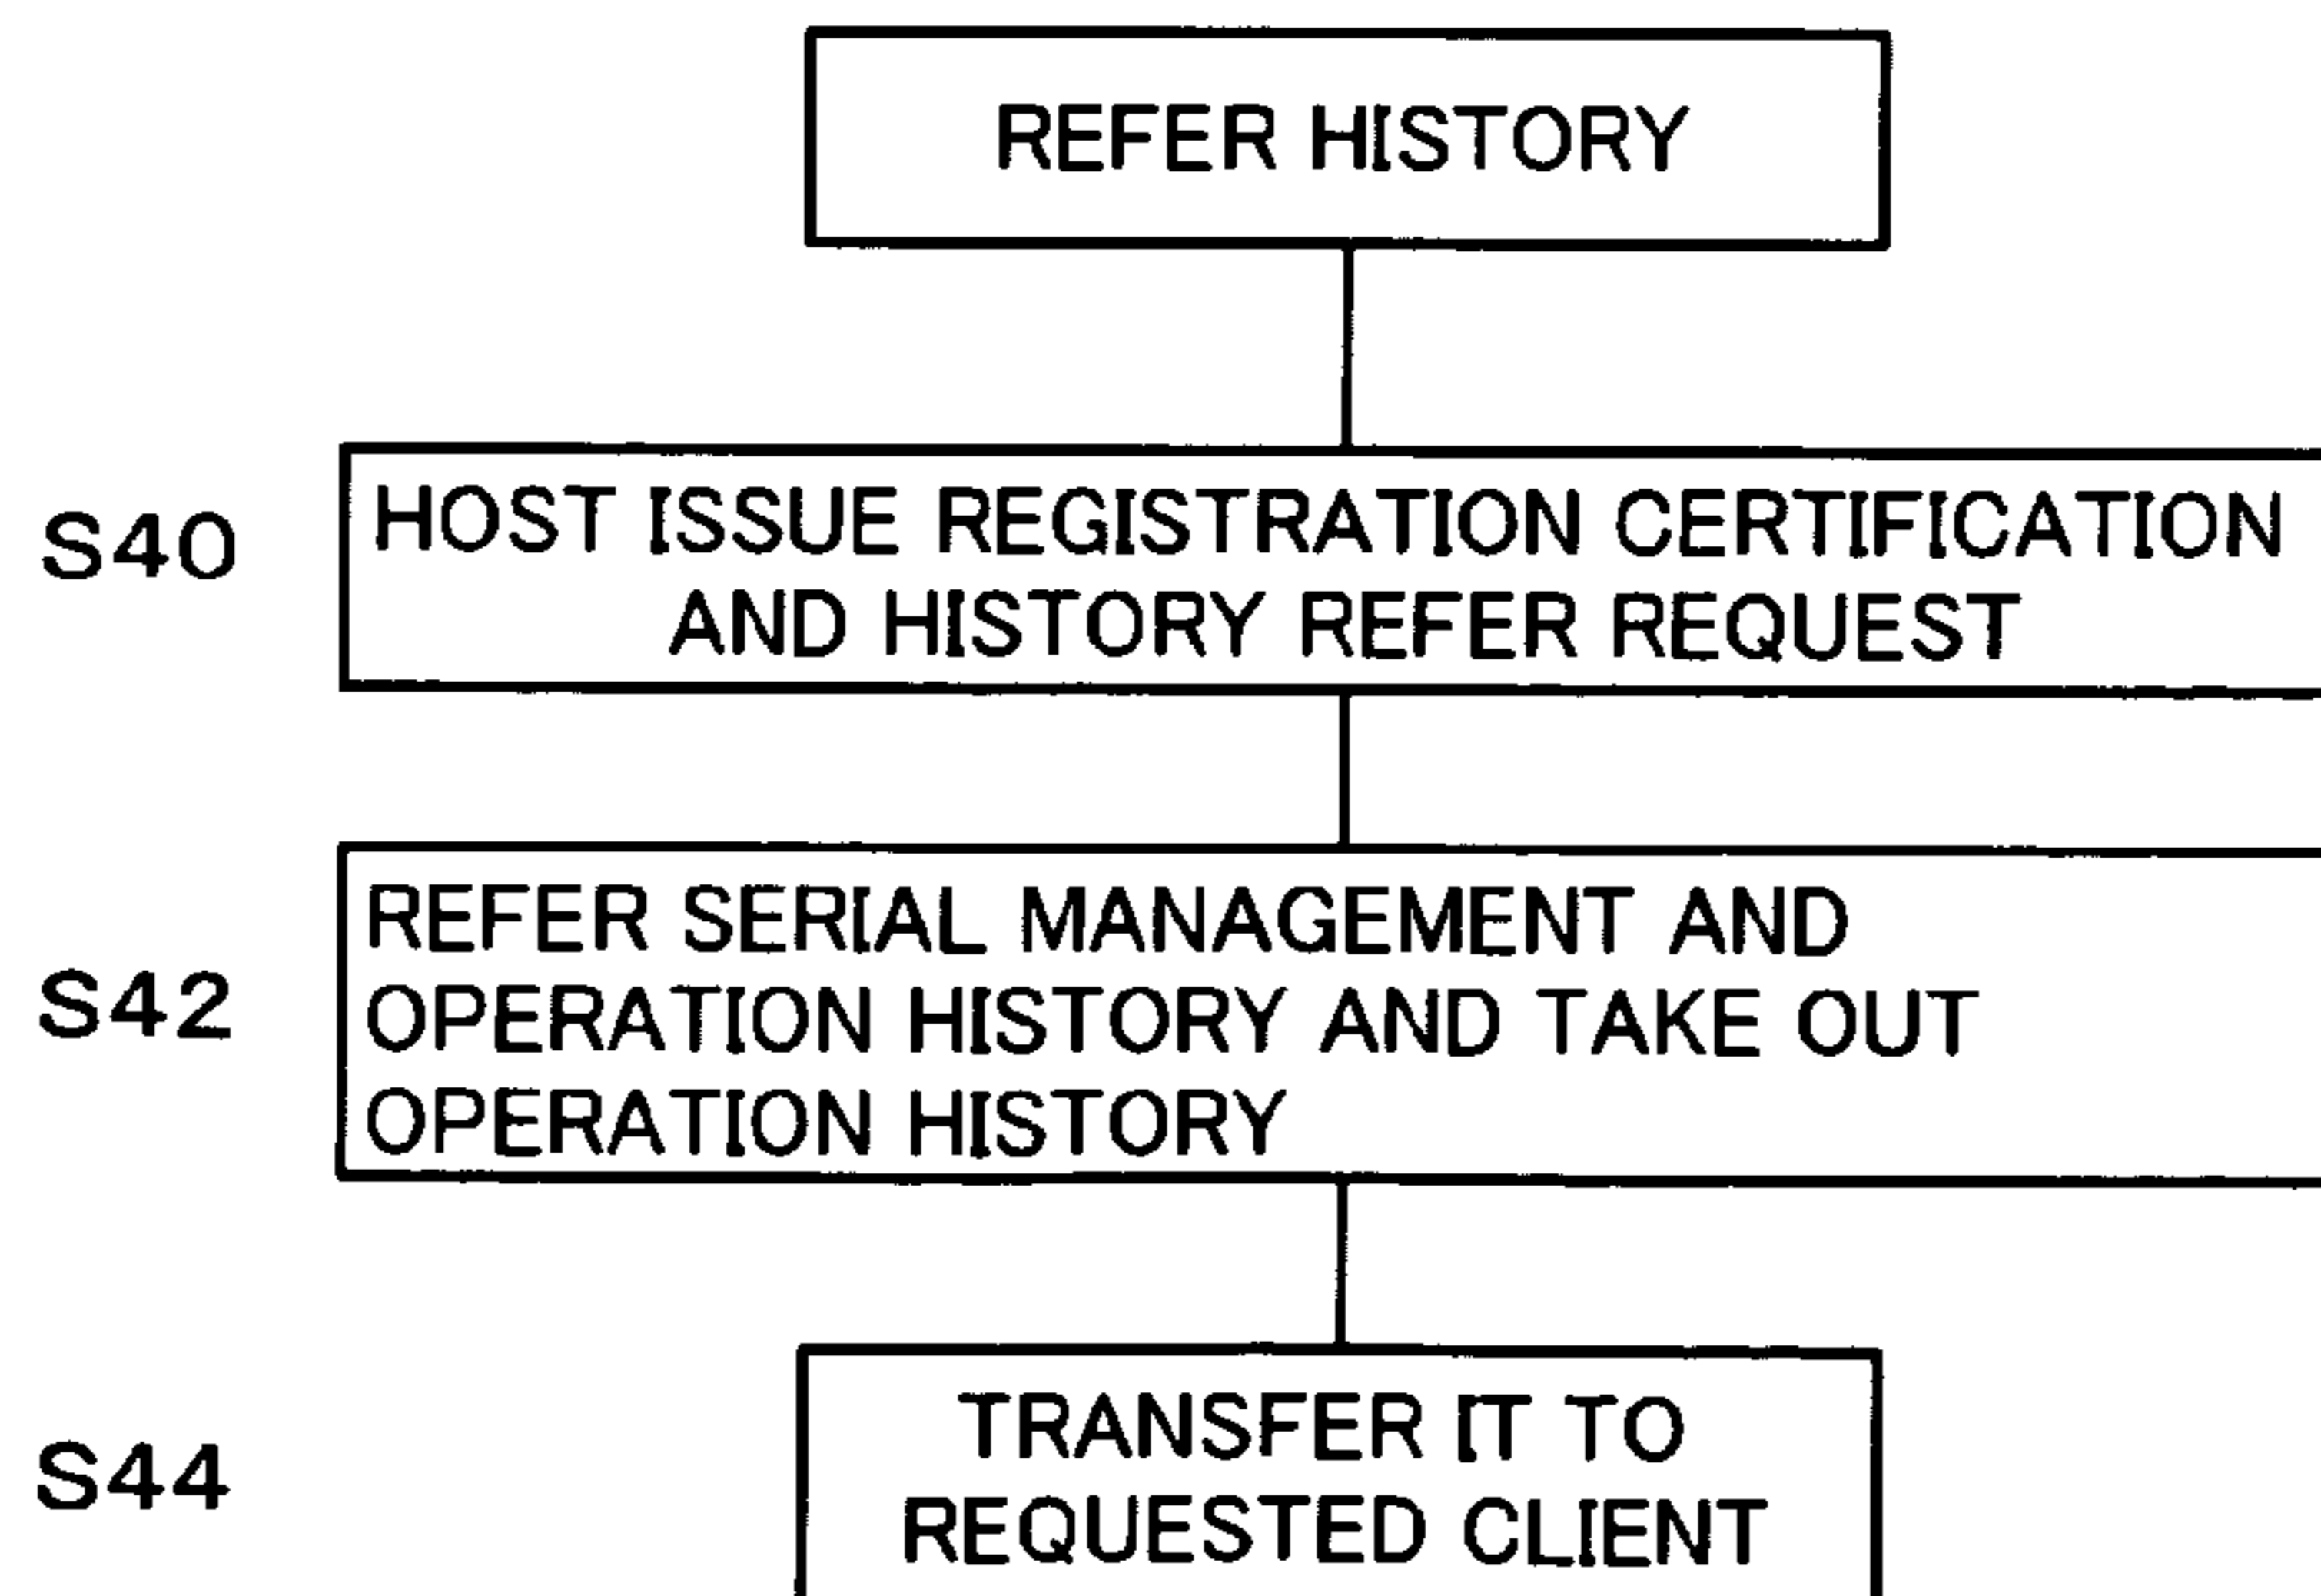 REFER HISTORY
S40
HOST ISSUE REGISTRATION CERTIFICATION
AND HISTORY REFER REQUEST
S42
REFER SERIAL MANAGEMENT AND
OPERATION HISTORY AND TAKE OUT
OPERATION HISTORY
S44
TRANSFER IT TO
REQUESTED CLIENT